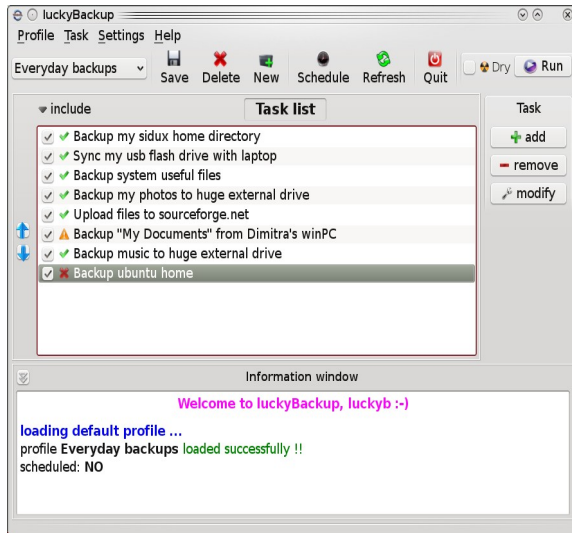 luckyBackup
Profile Task Settings Help
Everyday backups Save Delete New Schedule Refresh Quit Dry Run
include Task list Task
Backup my sidux home directory
Sync my usb flash drive with laptop
Backup system useful files
Backup my photos to huge external drive
Upload files to sourceforge.net
Backup "My Documents" from Dimitra's winPC
Backup music to huge external drive
Backup ubuntu home
add
remove
modify
Information window
Welcome to luckyBackup, luckyb :-)
loading default profile ...
profile Everyday backups loaded successfully !!
scheduled: NO